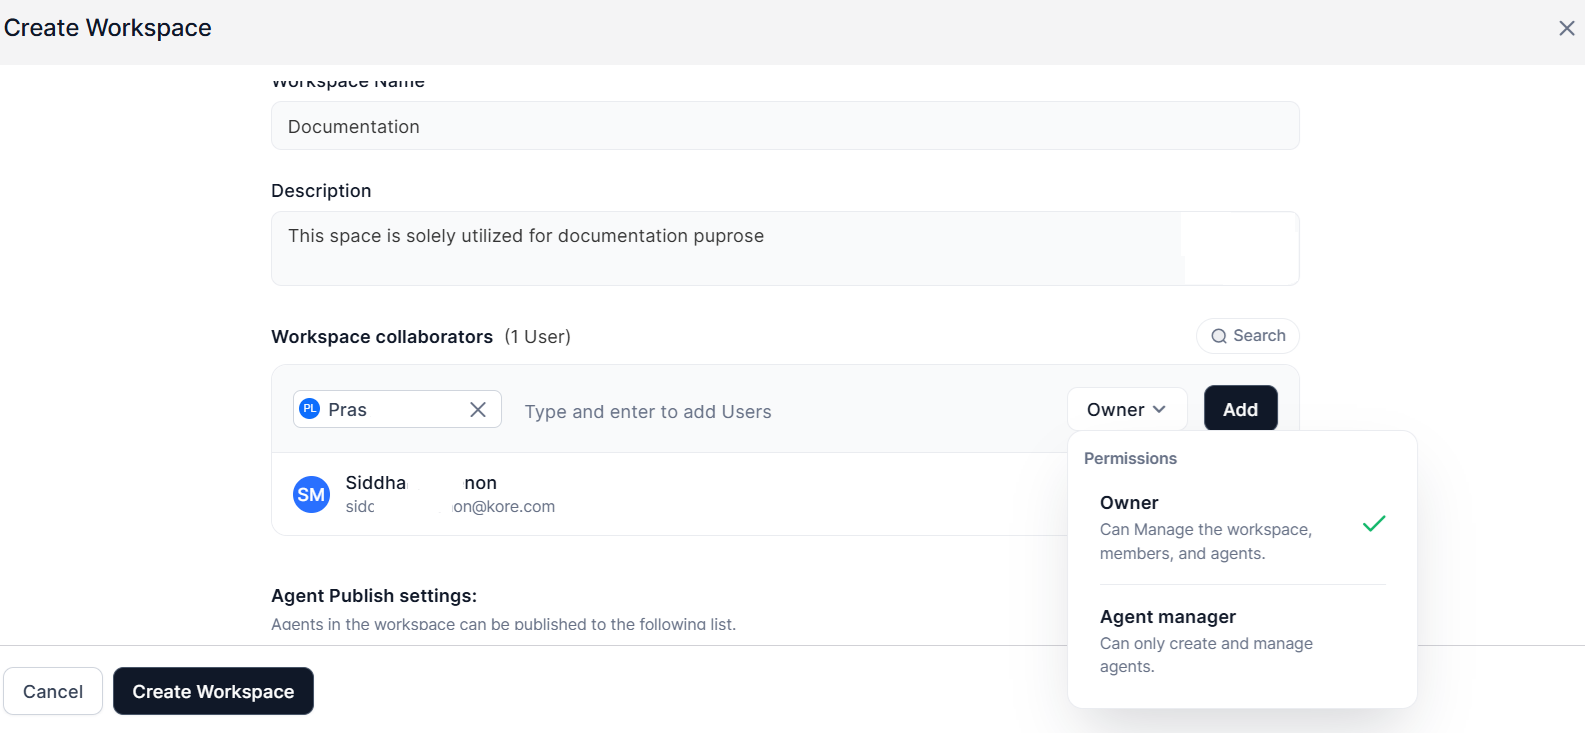 Create Workspace
Workspace Name
Documentation
Description
This space is solely utilized for documentation puprose
Workspace collaborators (1 User)
Search
PL Pras
Type and enter to add Users
Owner
Add
SM
Siddha non
sidc on@kore.com
Permissions
Owner
Can Manage the workspace,
members, and agents.
Agent manager
Can only create and manage
agents.
Agent Publish settings:
Agents in the workspace can be published to the following list.
Cancel
Create Workspace